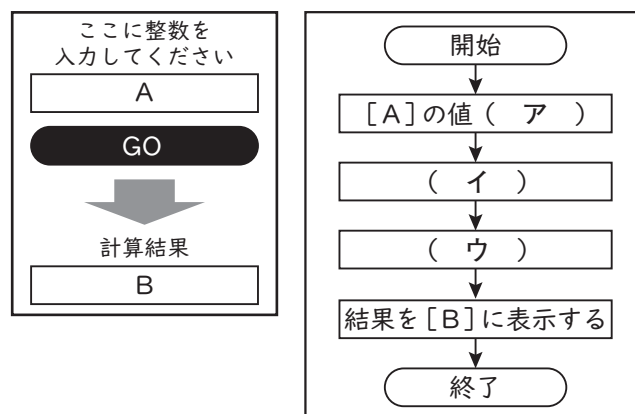 ここに整数を
入力してください
A
GO
計算結果
B
開始
[A]の値( ア )
( イ )
( ウ )
結果を[B]に表示する
終了